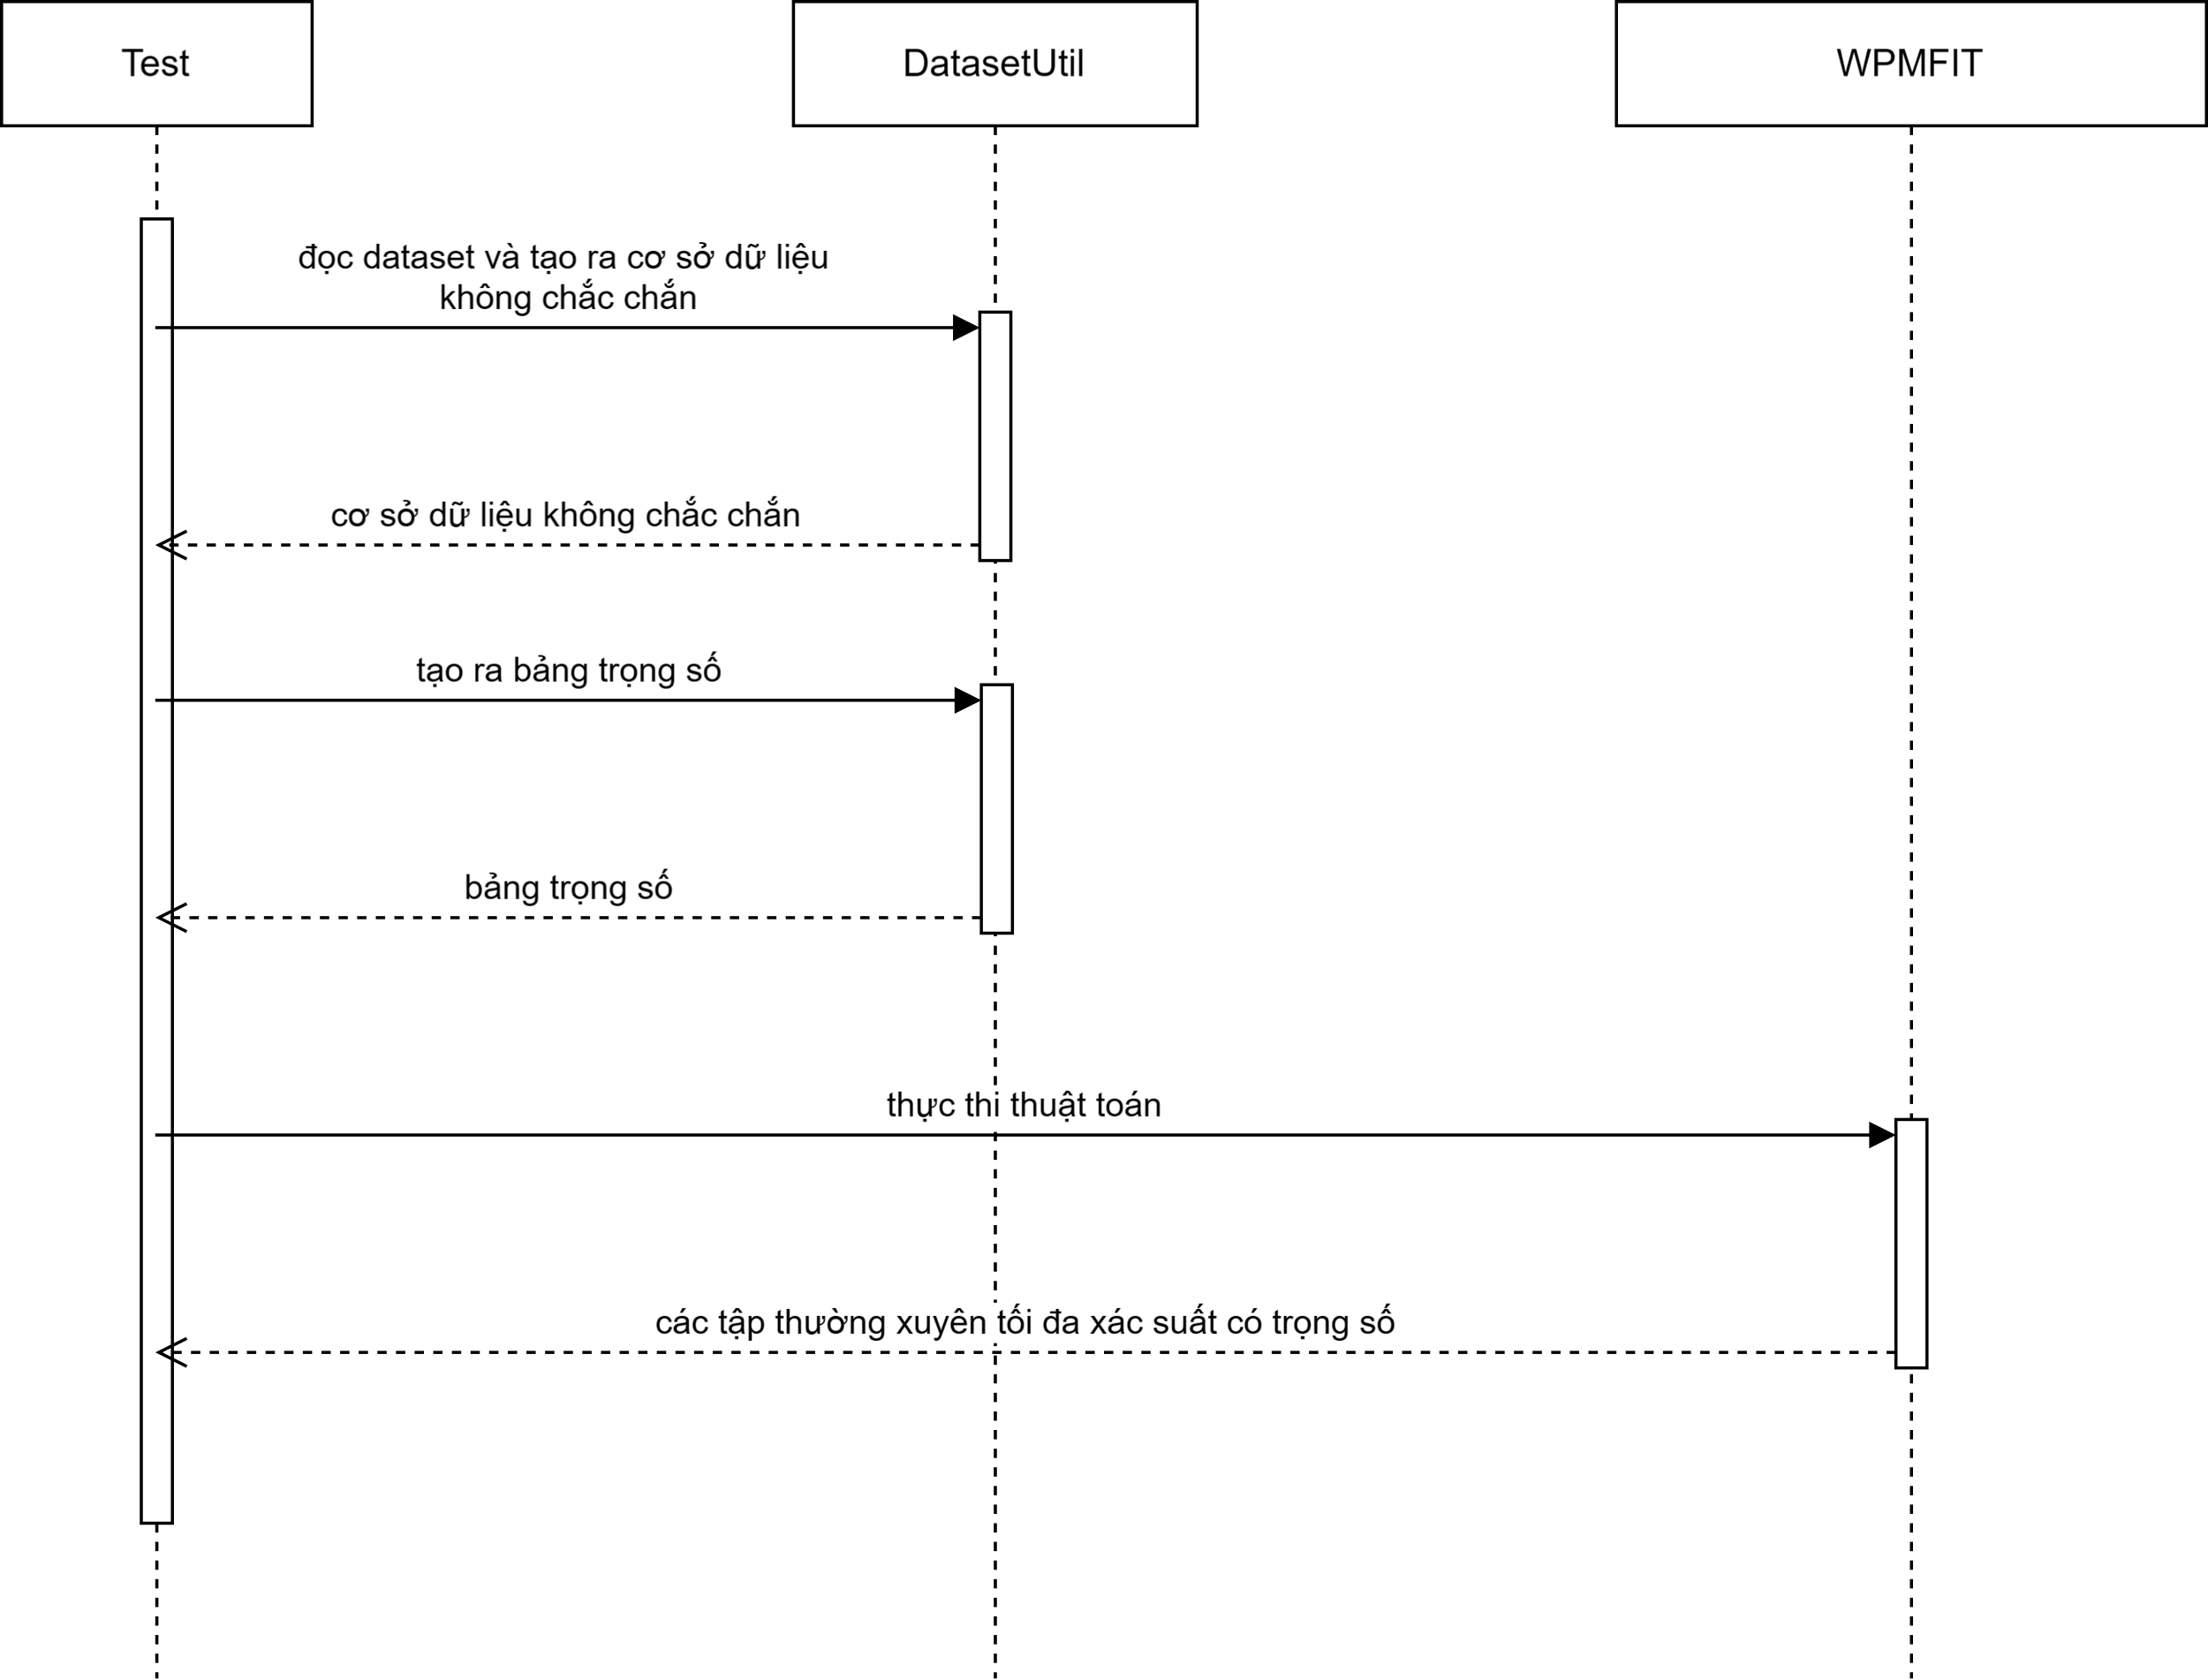 Test
DatasetUtil
WPMFIT
đọc dataset và tạo ra cơ sở dữ liệu
không chắc chắn
cơ sở dữ liệu không chắc chắn
tạo ra bảng trọng số
bảng trọng số
thực thi thuật toán
các tập thường xuyên tối đa xác suất có trọng số